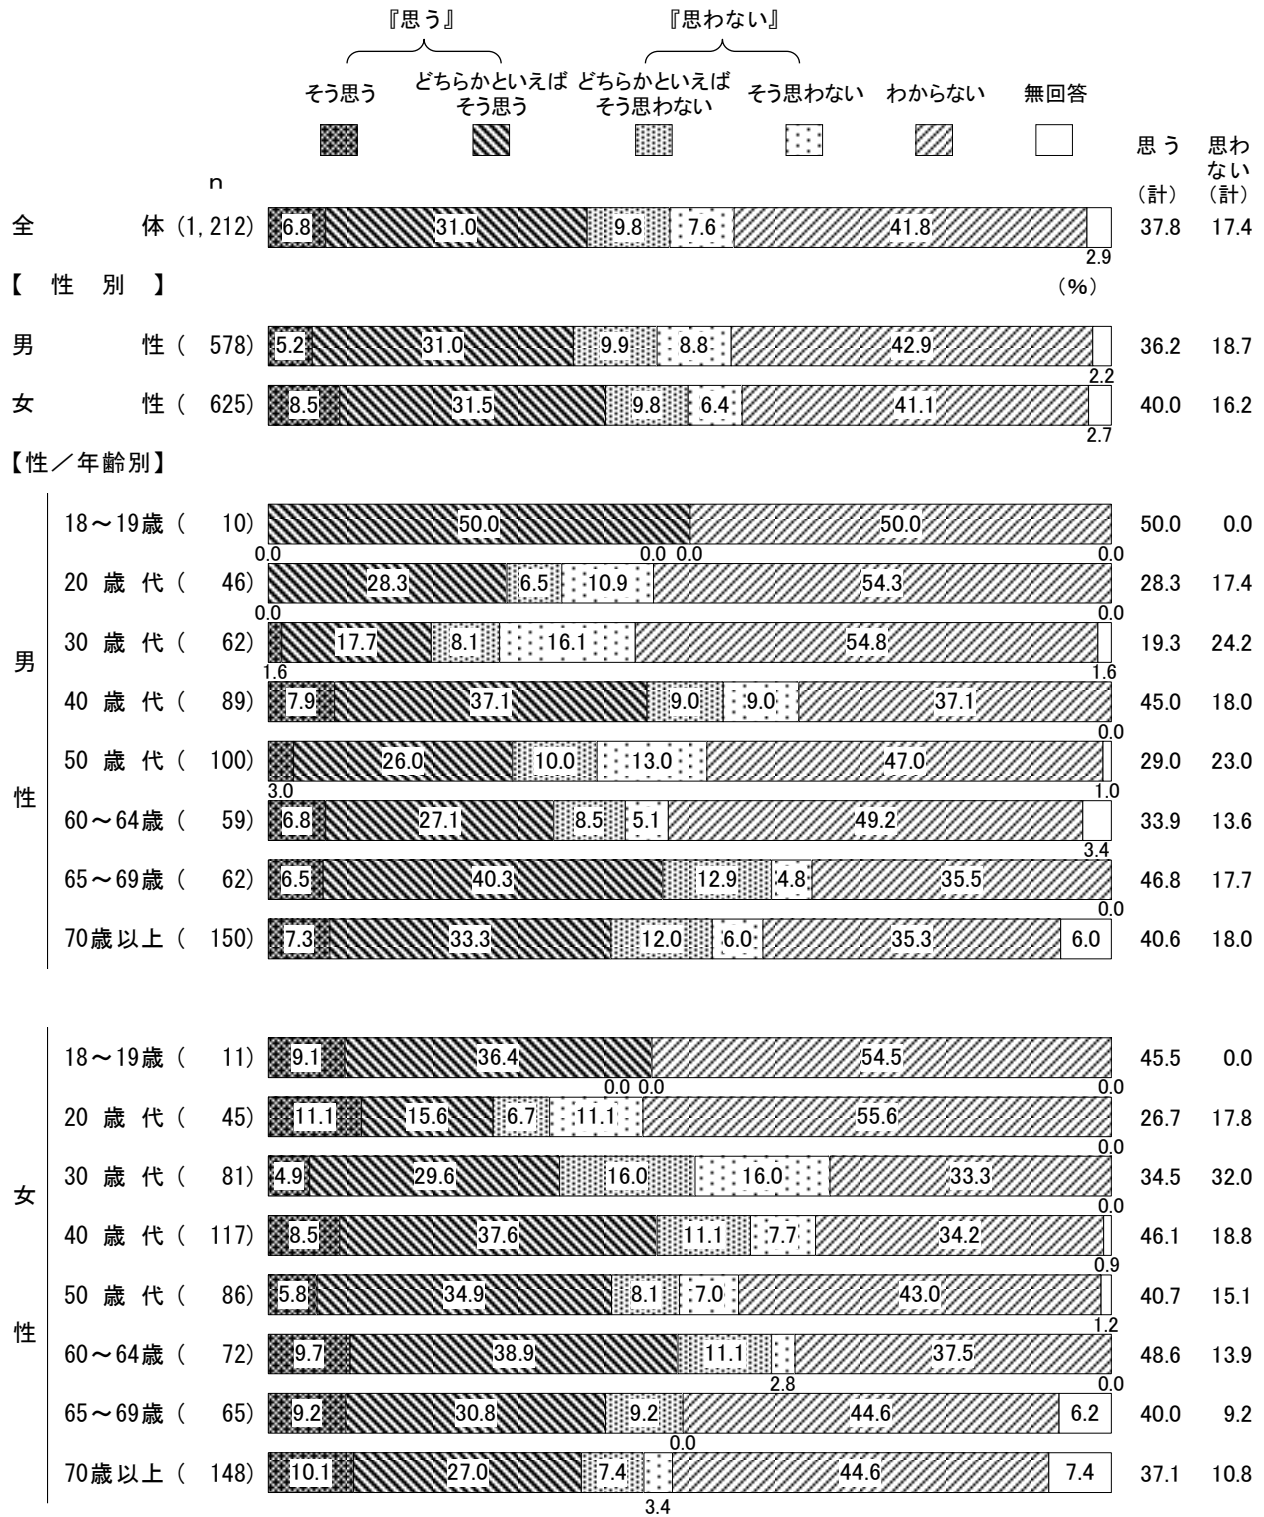 『思う』 『思わない』
そう思う どちらかといえば そう思う どちらかといえば そう思わない そう思わない わからない 無回答
思う (計) 思わ ない (計)
n
全体 (1,212) 6.8 31.0 9.8 7.6 41.8 37.8 17.4
2.9
【性別】 (%)
男性 ( 578) 5.2 31.0 9.9 8.8 42.9 36.2 18.7
2.2
女性 ( 625) 8.5 31.5 9.8 6.4 41.1 40.0 16.2
2.7
【性/年齢別】
男性
18～19歳 ( 10) 50.0 50.0 50.0 0.0
0.0 0.0 0.0 0.0
20歳代 ( 46) 28.3 6.5 10.9 54.3 28.3 17.4
0.0 0.0
30歳代 ( 62) 17.7 8.1 16.1 54.8 19.3 24.2
1.6 1.6
40歳代 ( 89) 7.9 37.1 9.0 9.0 37.1 45.0 18.0
0.0
50歳代 ( 100) 26.0 10.0 13.0 47.0 29.0 23.0
3.0 1.0
60～64歳 ( 59) 6.8 27.1 8.5 5.1 49.2 33.9 13.6
3.4
65～69歳 ( 62) 6.5 40.3 12.9 4.8 35.5 46.8 17.7
0.0
70歳以上 ( 150) 7.3 33.3 12.0 6.0 35.3 6.0 40.6 18.0
女性
18～19歳 ( 11) 9.1 36.4 54.5 45.5 0.0
0.0 0.0 0.0
20歳代 ( 45) 11.1 15.6 6.7 11.1 55.6 26.7 17.8
0.0
30歳代 ( 81) 4.9 29.6 16.0 16.0 33.3 34.5 32.0
0.0
40歳代 ( 117) 8.5 37.6 11.1 7.7 34.2 46.1 18.8
0.9
50歳代 ( 86) 5.8 34.9 8.1 7.0 43.0 40.7 15.1
1.2
60～64歳 ( 72) 9.7 38.9 11.1 37.5 48.6 13.9
2.8 0.0
65～69歳 ( 65) 9.2 30.8 9.2 44.6 6.2 40.0 9.2
0.0
70歳以上 ( 148) 10.1 27.0 7.4 44.6 7.4 37.1 10.8
3.4